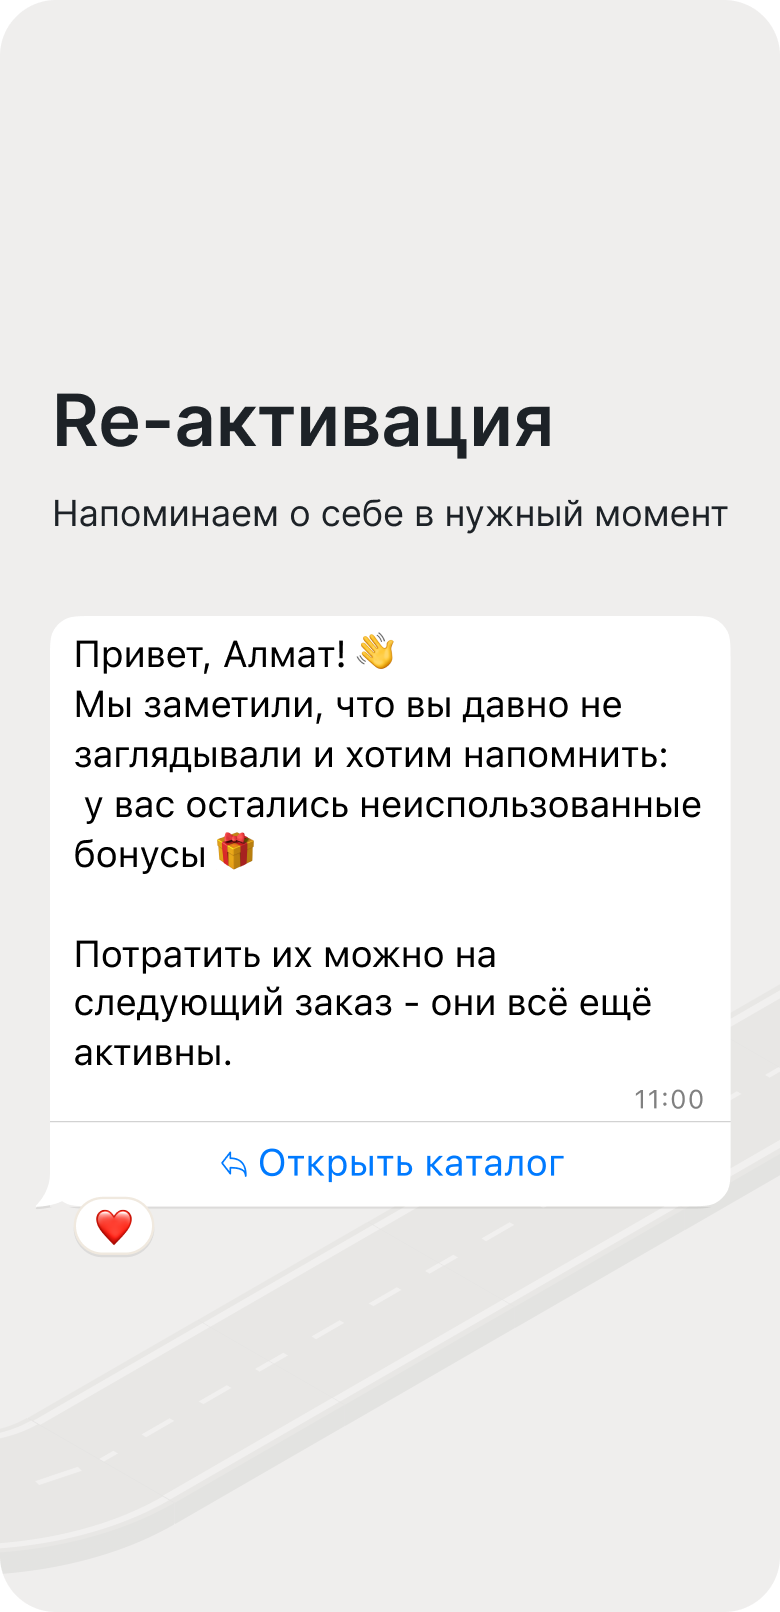 Re-активация
Напоминаем о себе в нужный момент
Привет, Алмат! 👋
Мы заметили, что вы давно не
заглядывали и хотим напомнить:
у вас остались неиспользованные
бонусы 🎁
Потратить их можно на
следующий заказ - они всё ещё
активны.
11:00
Открыть каталог
❤️